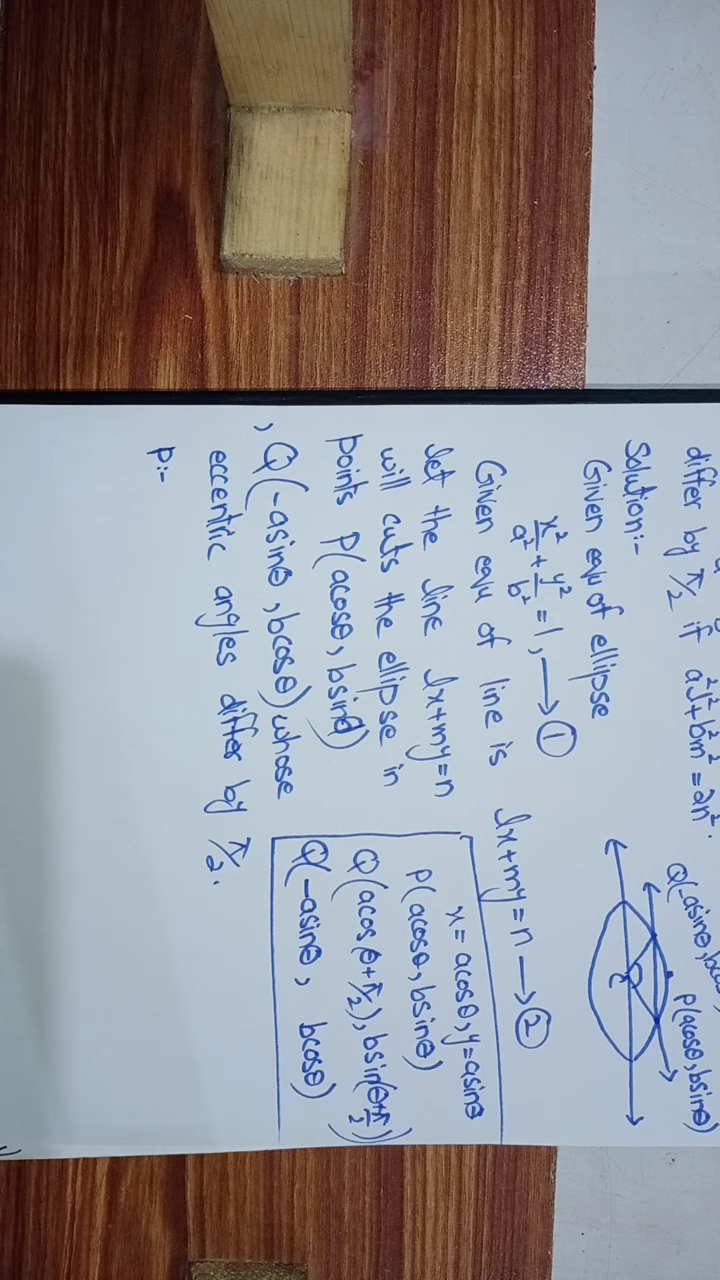 differ by π/2 if a²l²+b²m² = 2n².
Solution:-
Given equ of ellipse
x²/a² + y²/b² = 1, → ①
Given equ of line is lx+my=n → ②
let the line lx+my=n
will cuts the ellipse in
points P(acosθ, bsinθ)
, Q(-asinθ, bcosθ) whose
eccentric angles differ by π/2.
P:-
Q(-asinθ,
P(acosθ, bsinθ)
C
x = acosθ, y = asinθ
P(acosθ, bsinθ)
Q(acos(θ+π/2), bsin(θ+π/2))
Q(-asinθ, bcosθ)